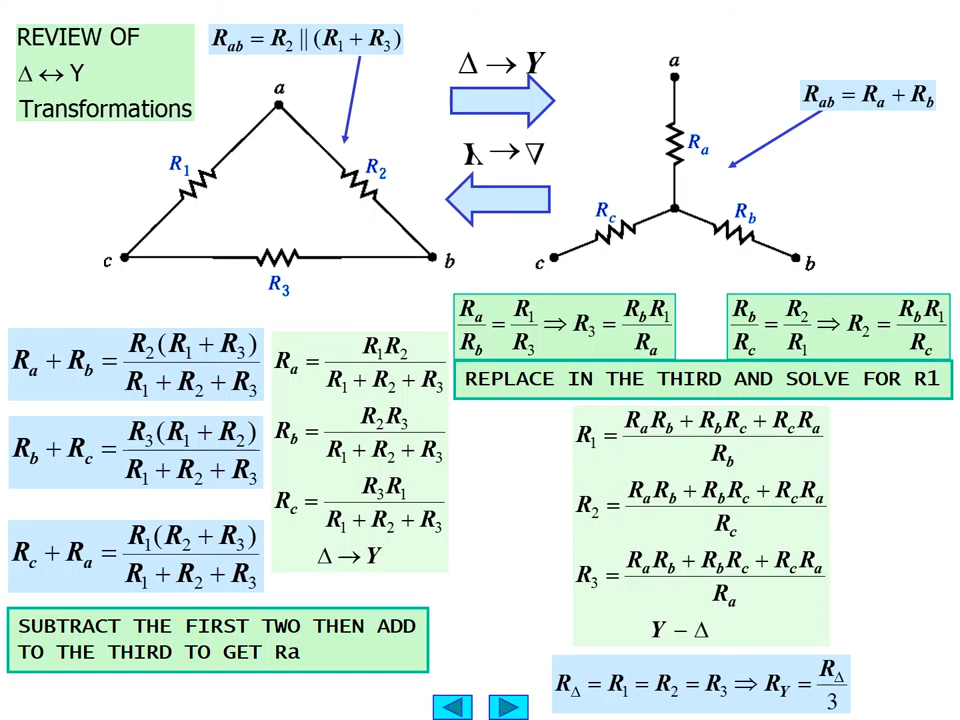 REVIEW OF
Δ ↔ Y
Transformations
R_ab = R_2 || (R_1 + R_3)
Δ → Y
a
R_1
R_2
c
b
R_3
a
R_ab = R_a + R_b
R_a
R_c
R_b
c
b
R_a / R_b = R_1 / R_3 ⇒ R_3 = R_b R_1 / R_a
R_b / R_c = R_2 / R_1 ⇒ R_2 = R_b R_1 / R_c
REPLACE IN THE THIRD AND SOLVE FOR R1
R_a + R_b = R_2(R_1 + R_3) / R_1 + R_2 + R_3
R_b + R_c = R_3(R_1 + R_2) / R_1 + R_2 + R_3
R_c + R_a = R_1(R_2 + R_3) / R_1 + R_2 + R_3
SUBTRACT THE FIRST TWO THEN ADD
TO THE THIRD TO GET Ra
R_a = R_1 R_2 / R_1 + R_2 + R_3
R_b = R_2 R_3 / R_1 + R_2 + R_3
R_c = R_3 R_1 / R_1 + R_2 + R_3
Δ → Y
R_1 = R_a R_b + R_b R_c + R_c R_a / R_b
R_2 = R_a R_b + R_b R_c + R_c R_a / R_c
R_3 = R_a R_b + R_b R_c + R_c R_a / R_a
Y − Δ
R_Δ = R_1 = R_2 = R_3 ⇒ R_Y = R_Δ / 3